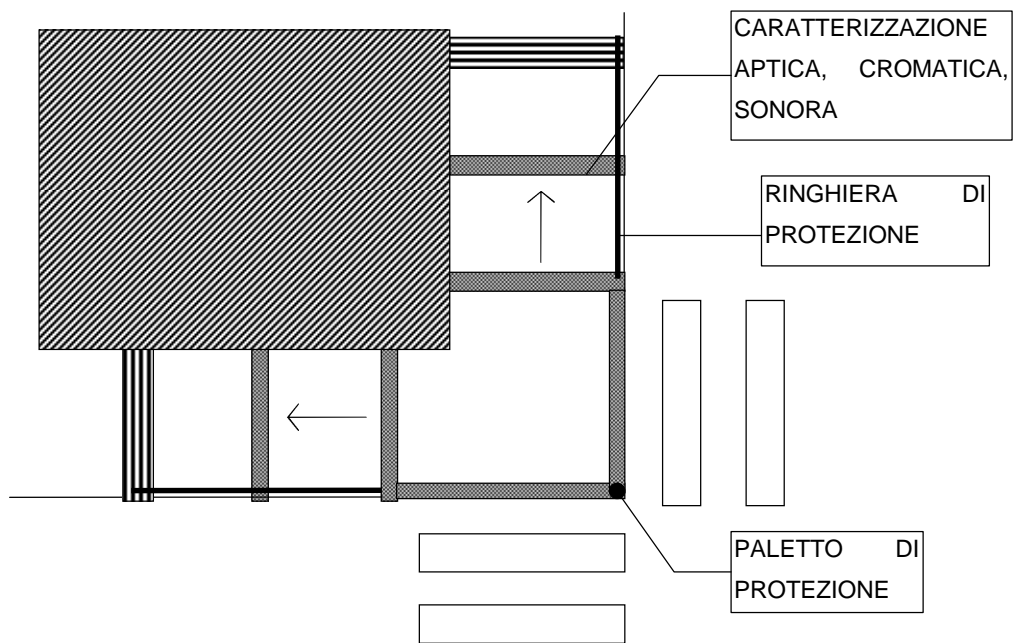 CARATTERIZZAZIONE
APTICA, CROMATICA,
SONORA
RINGHIERA DI
PROTEZIONE
PALETTO DI
PROTEZIONE